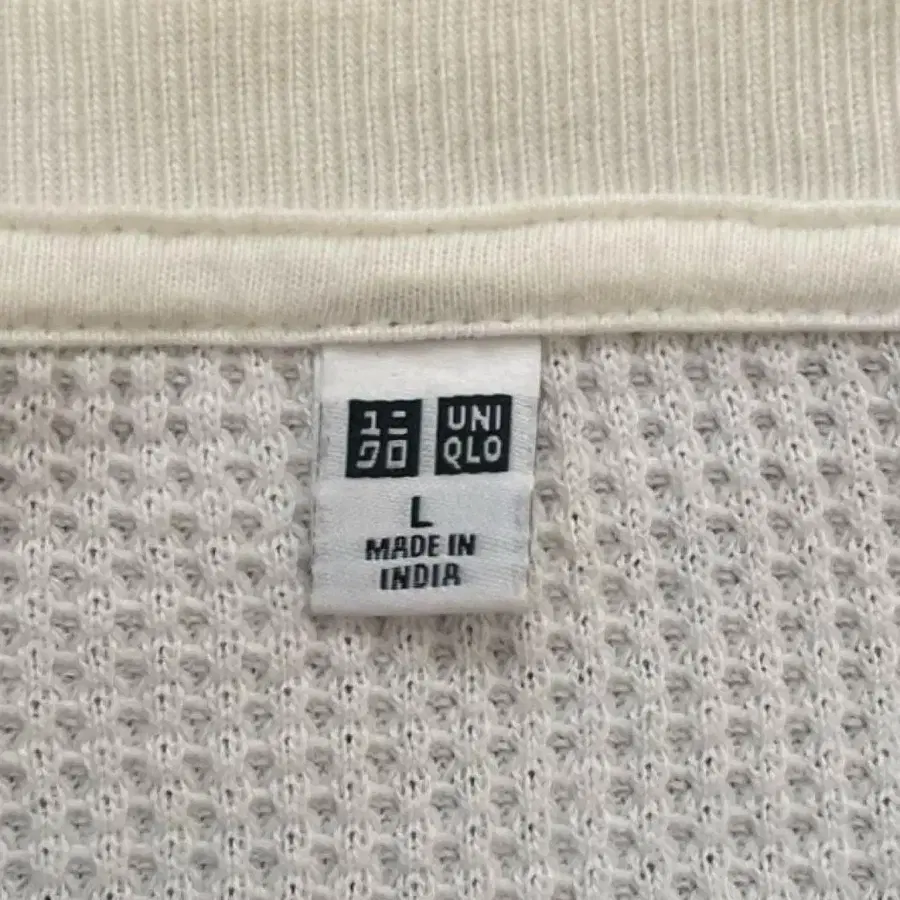 ユニ UNI
クロ QLO
L
MADE IN
INDIA